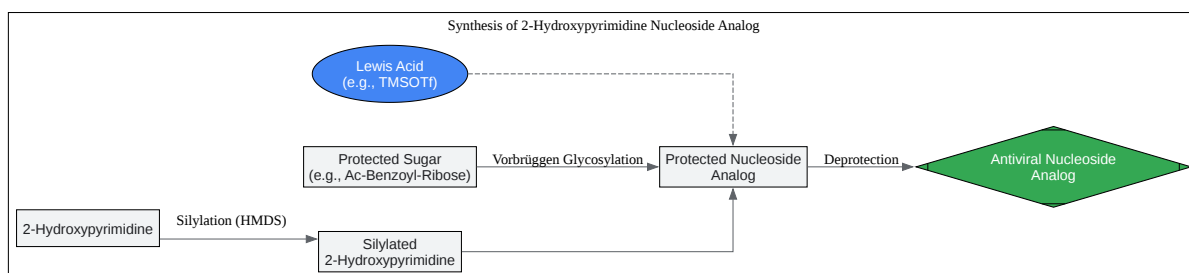 Synthesis of 2-Hydroxypyrimidine Nucleoside Analog
Lewis Acid
(e.g., TMSOTf)
Protected Sugar
(e.g., Ac-Benzoyl-Ribose)
Vorbrüggen Glycosylation
Protected Nucleoside
Analog
Deprotection
Antiviral Nucleoside
Analog
2-Hydroxypyrimidine
Silylation (HMDS)
Silylated
2-Hydroxypyrimidine